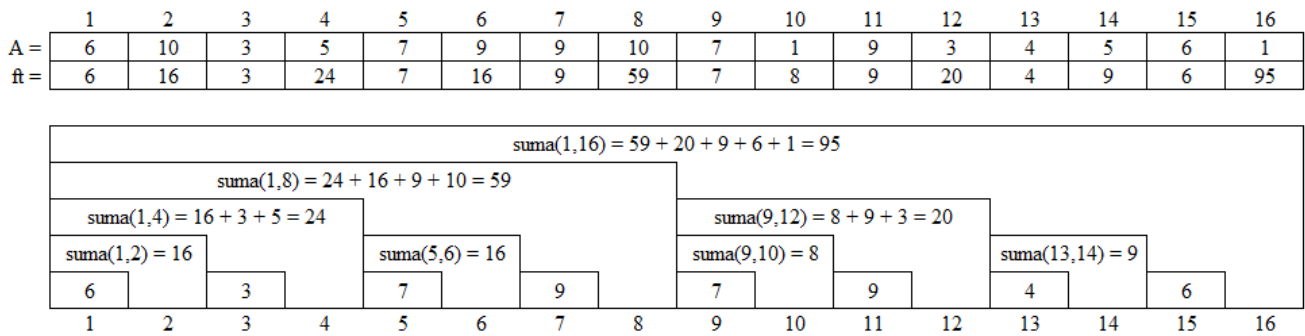 1 2 3 4 5 6 7 8 9 10 11 12 13 14 15 16
A = 6 10 3 5 7 9 9 10 7 1 9 3 4 5 6 1
ft = 6 16 3 24 7 16 9 59 7 8 9 20 4 9 6 95
suma(1,16) = 59 + 20 + 9 + 6 + 1 = 95
suma(1,8) = 24 + 16 + 9 + 10 = 59
suma(1,4) = 16 + 3 + 5 = 24 suma(9,12) = 8 + 9 + 3 = 20
suma(1,2) = 16 suma(5,6) = 16 suma(9,10) = 8 suma(13,14) = 9
6 3 7 9 7 9 4 6
1 2 3 4 5 6 7 8 9 10 11 12 13 14 15 16